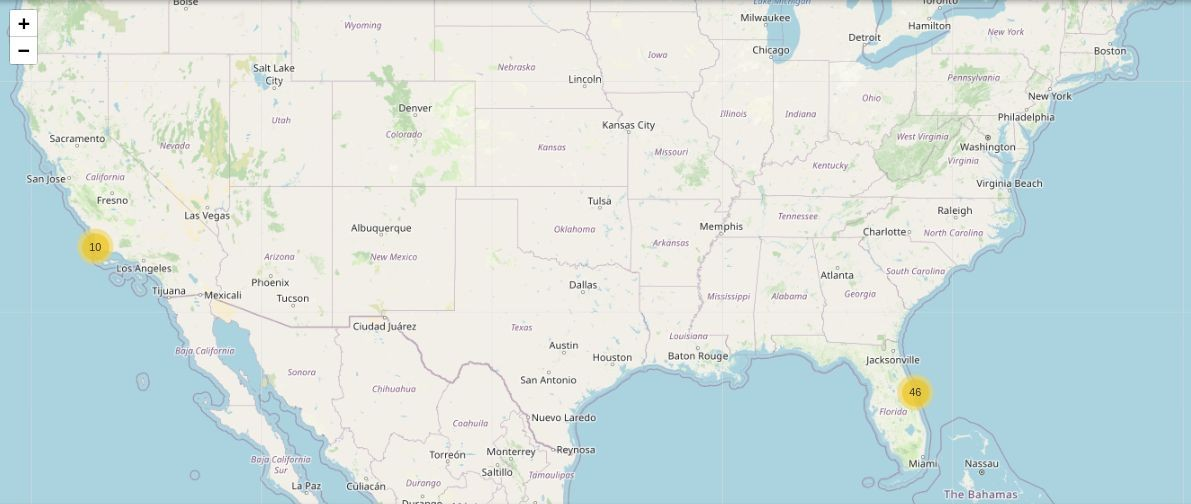 Boise
Lake Michigan
Toronto
+
Wyoming
Milwaukee
Hamilton
New York
Detroit
−
Iowa
Chicago
Boston
Salt Lake
City
Nebraska
Lincoln
Pennsylvania
New York
Ohio
Denver
Utah
Colorado
Illinois
Indiana
Philadelphia
Kansas City
Sacramento
Nevada
Kansas
Missouri
West Virginia
Washington
Kentucky
Virginia
San Jose
California
Virginia Beach
Fresno
Tulsa
Las Vegas
Raleigh
Tennessee
Albuquerque
Oklahoma
Memphis
Charlotte
North Carolina
10
Arkansas
Arizona
New Mexico
Los Angeles
Phoenix
Atlanta
South Carolina
Dallas
Tijuana
Mexicali
Tucson
Mississippi
Alabama
Georgia
Ciudad Juárez
Texas
Louisiana
Austin
Baja California
Houston
Baton Rouge
Jacksonville
Sonora
San Antonio
Chihuahua
46
Florida
Nuevo Laredo
Coahuila
Reynosa
Torreón
Monterrey
Baja California
Sur
Saltillo
Tamaulipas
Miami
Nassau
La Paz
Culiacán
Durango
The Bahamas
Durango